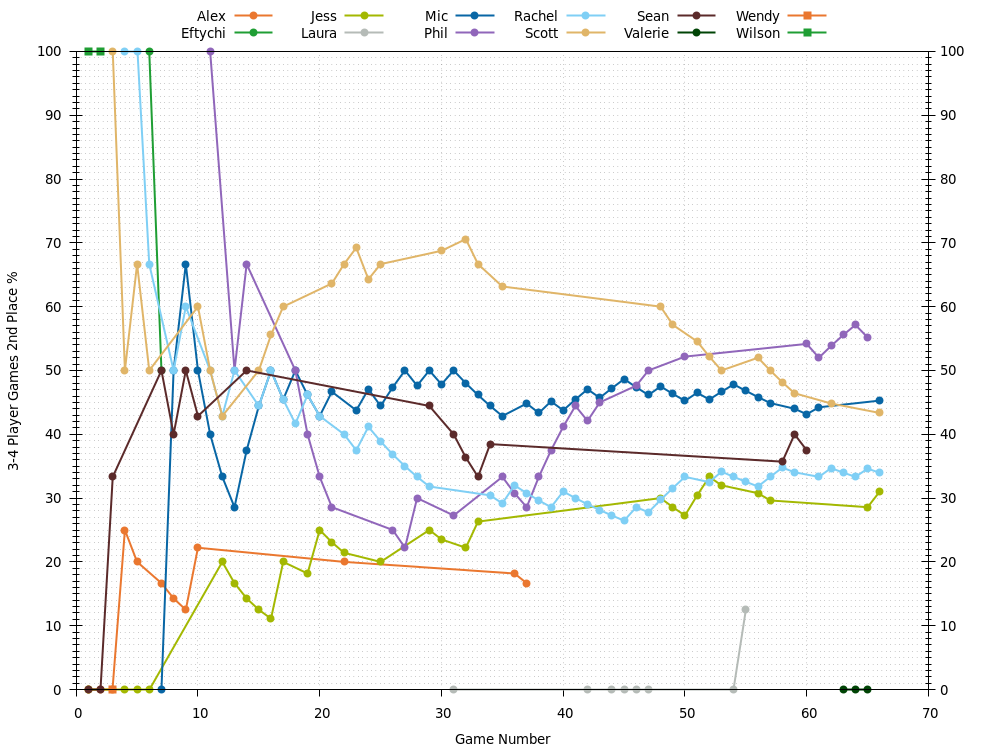 Alex Jess Mic Rachel Sean Wendy
Eftychi Laura Phil Scott Valerie Wilson
100 100
90 90
80 80
70 70
60 60
50 50
40 40
30 30
20 20
10 10
0 0
0 10 20 30 40 50 60 70
3-4 Player Games 2nd Place %
Game Number